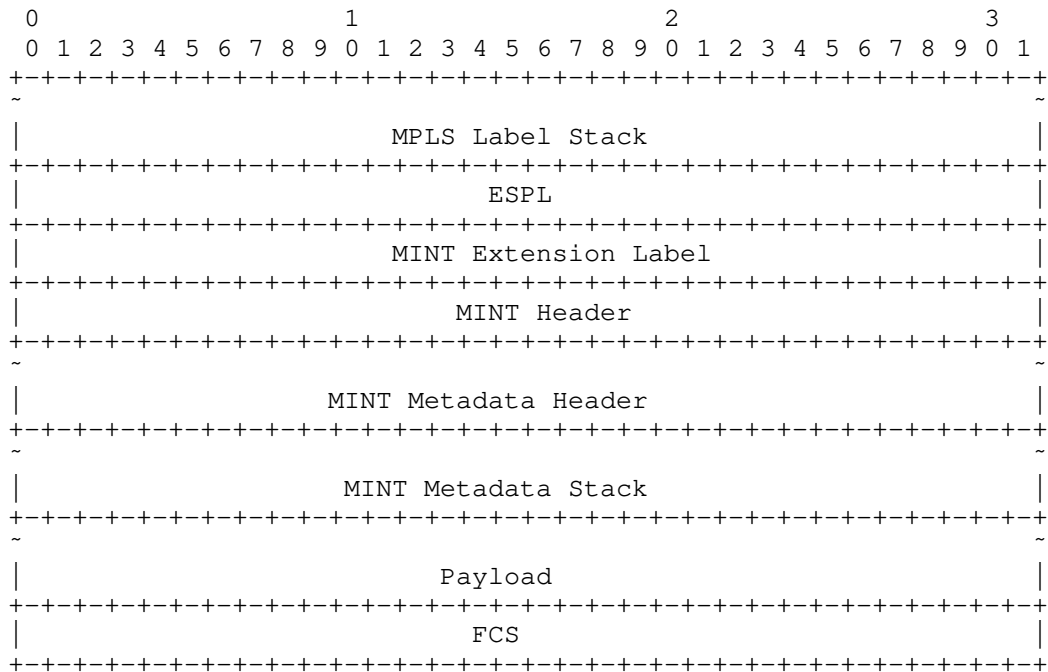 0                   1                   2                   3
 0 1 2 3 4 5 6 7 8 9 0 1 2 3 4 5 6 7 8 9 0 1 2 3 4 5 6 7 8 9 0 1
+-+-+-+-+-+-+-+-+-+-+-+-+-+-+-+-+-+-+-+-+-+-+-+-+-+-+-+-+-+-+-+-+
~                                                               ~
|                       MPLS Label Stack                        |
+-+-+-+-+-+-+-+-+-+-+-+-+-+-+-+-+-+-+-+-+-+-+-+-+-+-+-+-+-+-+-+-+
|                             ESPL                              |
+-+-+-+-+-+-+-+-+-+-+-+-+-+-+-+-+-+-+-+-+-+-+-+-+-+-+-+-+-+-+-+-+
|                       MINT Extension Label                    |
+-+-+-+-+-+-+-+-+-+-+-+-+-+-+-+-+-+-+-+-+-+-+-+-+-+-+-+-+-+-+-+-+
|                           MINT Header                         |
+-+-+-+-+-+-+-+-+-+-+-+-+-+-+-+-+-+-+-+-+-+-+-+-+-+-+-+-+-+-+-+-+
~                                                               ~
|                   MINT Metadata Header                        |
+-+-+-+-+-+-+-+-+-+-+-+-+-+-+-+-+-+-+-+-+-+-+-+-+-+-+-+-+-+-+-+-+
~                                                               ~
|                    MINT Metadata Stack                        |
+-+-+-+-+-+-+-+-+-+-+-+-+-+-+-+-+-+-+-+-+-+-+-+-+-+-+-+-+-+-+-+-+
~                                                               ~
|                          Payload                              |
+-+-+-+-+-+-+-+-+-+-+-+-+-+-+-+-+-+-+-+-+-+-+-+-+-+-+-+-+-+-+-+-+
|                            FCS                                |
+-+-+-+-+-+-+-+-+-+-+-+-+-+-+-+-+-+-+-+-+-+-+-+-+-+-+-+-+-+-+-+-+